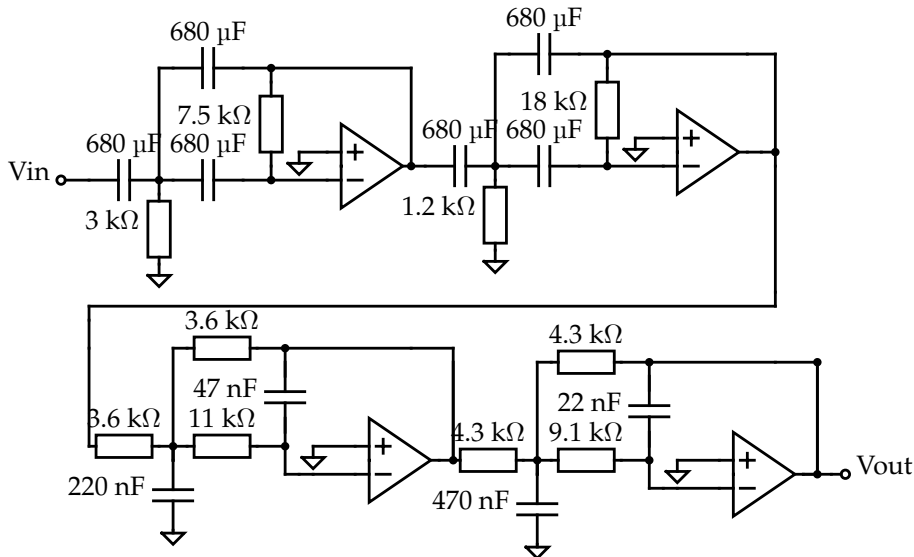 680 µF
680 µF
7.5 kΩ
18 kΩ
680 µF
680 µF
680 µF
680 µF
Vin
3 kΩ
1.2 kΩ
3.6 kΩ
4.3 kΩ
47 nF
22 nF
3.6 kΩ
11 kΩ
4.3 kΩ
9.1 kΩ
220 nF
470 nF
Vout